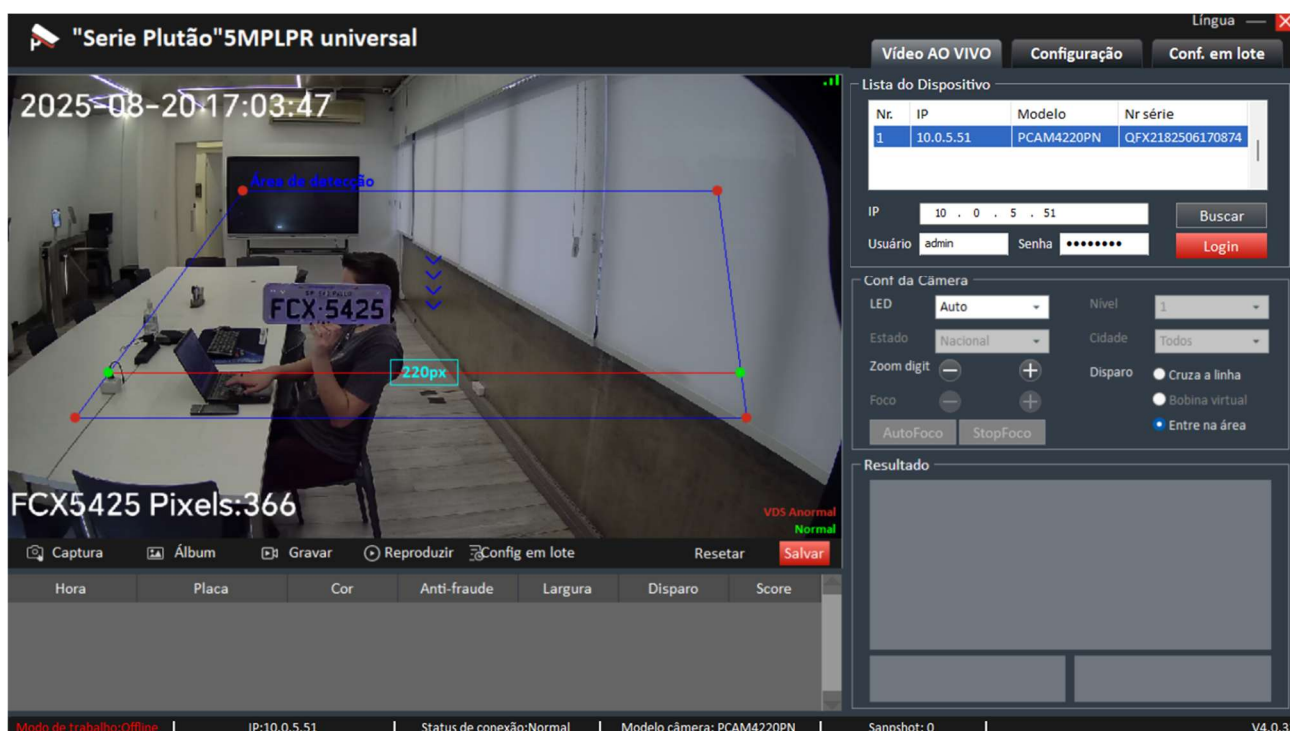 Língua
"Serie Plutão"5MPLPR universal
Vídeo AO VIVO Configuração Conf. em lote
2025-08-20 17:03:47
Área de detecção
FCX·5425
220px
FCX5425 Pixels:366
VDS Anormal
Normal
Captura Álbum Gravar Reproduzir Config em lote Resetar Salvar
Hora Placa Cor Anti-fraude Largura Disparo Score
Lista do Dispositivo
Nr. IP Modelo Nr série
1 10.0.5.51 PCAM4220PN QFX2182506170874
IP 10 . 0 . 5 . 51 Buscar
Usuário admin Senha •••••••• Login
Conf da Câmera
LED Auto Nível 1
Estado Nacional Cidade Todos
Zoom digit Disparo Cruza a linha
Foco Bobina virtual
AutoFoco StopFoco Entre na área
Resultado
Modo de trabalho:Offline IP:10.0.5.51 Status de conexão:Normal Modelo câmera: PCAM4220PN Sanpshot: 0 V4.0.3